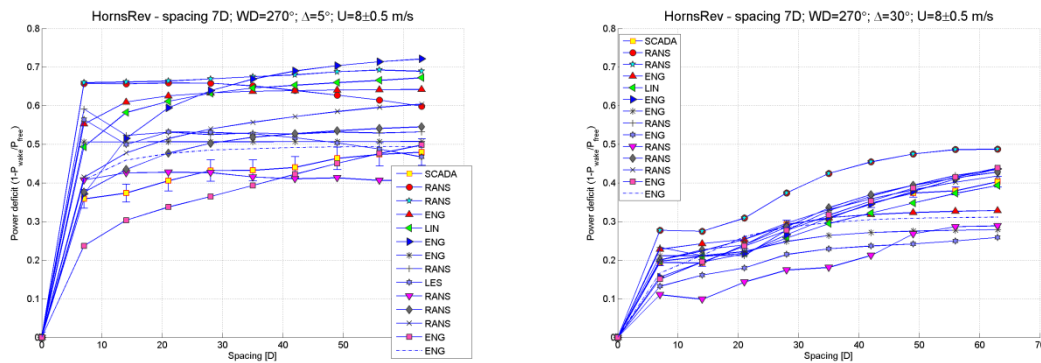 HornsRev - spacing 7D; WD=270°; Δ=5°; U=8±0.5 m/s
Power deficit (1-P_wake/P_free)
0.8
0.7
0.6
0.5
0.4
0.3
0.2
0.1
0
0 10 20 30 40 50
Spacing [D]
SCADA
RANS
RANS
ENG
LIN
ENG
ENG
RANS
LES
RANS
RANS
RANS
ENG
ENG
HornsRev - spacing 7D; WD=270°; Δ=30°; U=8±0.5 m/s
Power deficit (1-P_wake/P_free)
0.8
0.7
0.6
0.5
0.4
0.3
0.2
0.1
0
0 10 20 30 40 50 60 70
Spacing [D]
SCADA
RANS
RANS
ENG
LIN
ENG
ENG
RANS
ENG
RANS
RANS
RANS
ENG
ENG